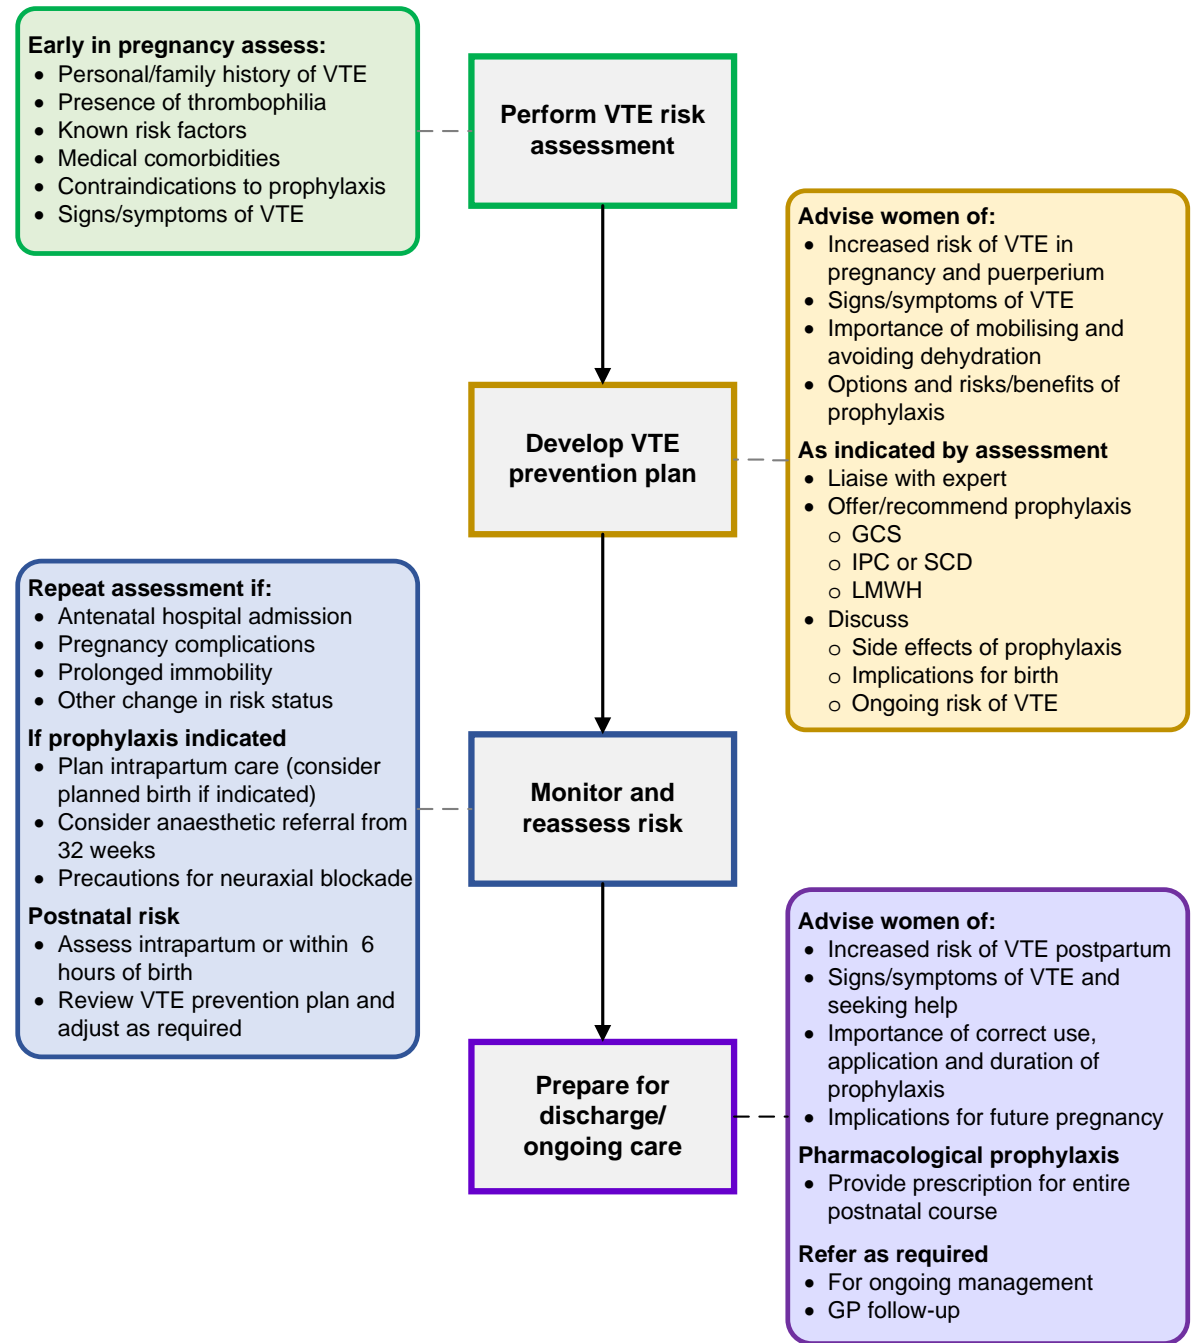 Early in pregnancy assess:
• Personal/family history of VTE
• Presence of thrombophilia
• Known risk factors
• Medical comorbidities
• Contraindications to prophylaxis
• Signs/symptoms of VTE
Perform VTE risk
assessment
Advise women of:
• Increased risk of VTE in
pregnancy and puerperium
• Signs/symptoms of VTE
• Importance of mobilising and
avoiding dehydration
• Options and risks/benefits of
prophylaxis
As indicated by assessment
• Liaise with expert
• Offer/recommend prophylaxis
o GCS
o IPC or SCD
o LMWH
• Discuss
o Side effects of prophylaxis
o Implications for birth
o Ongoing risk of VTE
Develop VTE
prevention plan
Repeat assessment if:
• Antenatal hospital admission
• Pregnancy complications
• Prolonged immobility
• Other change in risk status
If prophylaxis indicated
• Plan intrapartum care (consider
planned birth if indicated)
• Consider anaesthetic referral from
32 weeks
• Precautions for neuraxial blockade
Postnatal risk
• Assess intrapartum or within 6
hours of birth
• Review VTE prevention plan and
adjust as required
Monitor and
reassess risk
Advise women of:
• Increased risk of VTE postpartum
• Signs/symptoms of VTE and
seeking help
• Importance of correct use,
application and duration of
prophylaxis
• Implications for future pregnancy
Pharmacological prophylaxis
• Provide prescription for entire
postnatal course
Refer as required
• For ongoing management
• GP follow-up
Prepare for
discharge/
ongoing care